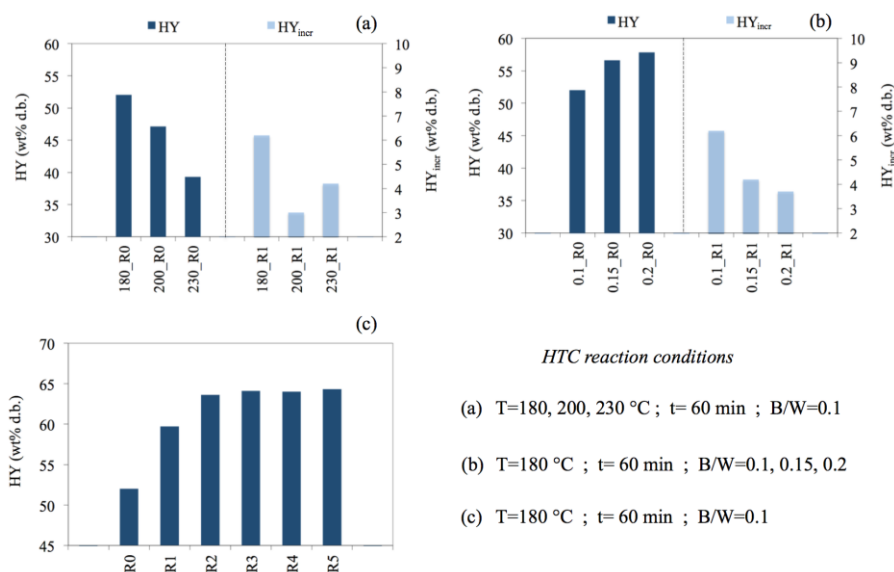 HY HY_incr (a)
HY (wt% d.b.)
60
55
50
45
40
35
30
10
9
8
7
6
5
4
3
2
HY_incr (wt% d.b.)
180_R0 200_R0 230_R0 180_R1 200_R1 230_R1
HY HY_incr (b)
HY (wt% d.b.)
60
55
50
45
40
35
30
10
9
8
7
6
5
4
3
2
HY_incr (wt% d.b.)
0.1_R0 0.15_R0 0.2_R0 0.1_R1 0.15_R1 0.2_R1
(c)
HY (wt% d.b.)
70
65
60
55
50
45
R0 R1 R2 R3 R4 R5
HTC reaction conditions
(a) T=180, 200, 230 °C ; t= 60 min ; B/W=0.1
(b) T=180 °C ; t= 60 min ; B/W=0.1, 0.15, 0.2
(c) T=180 °C ; t= 60 min ; B/W=0.1